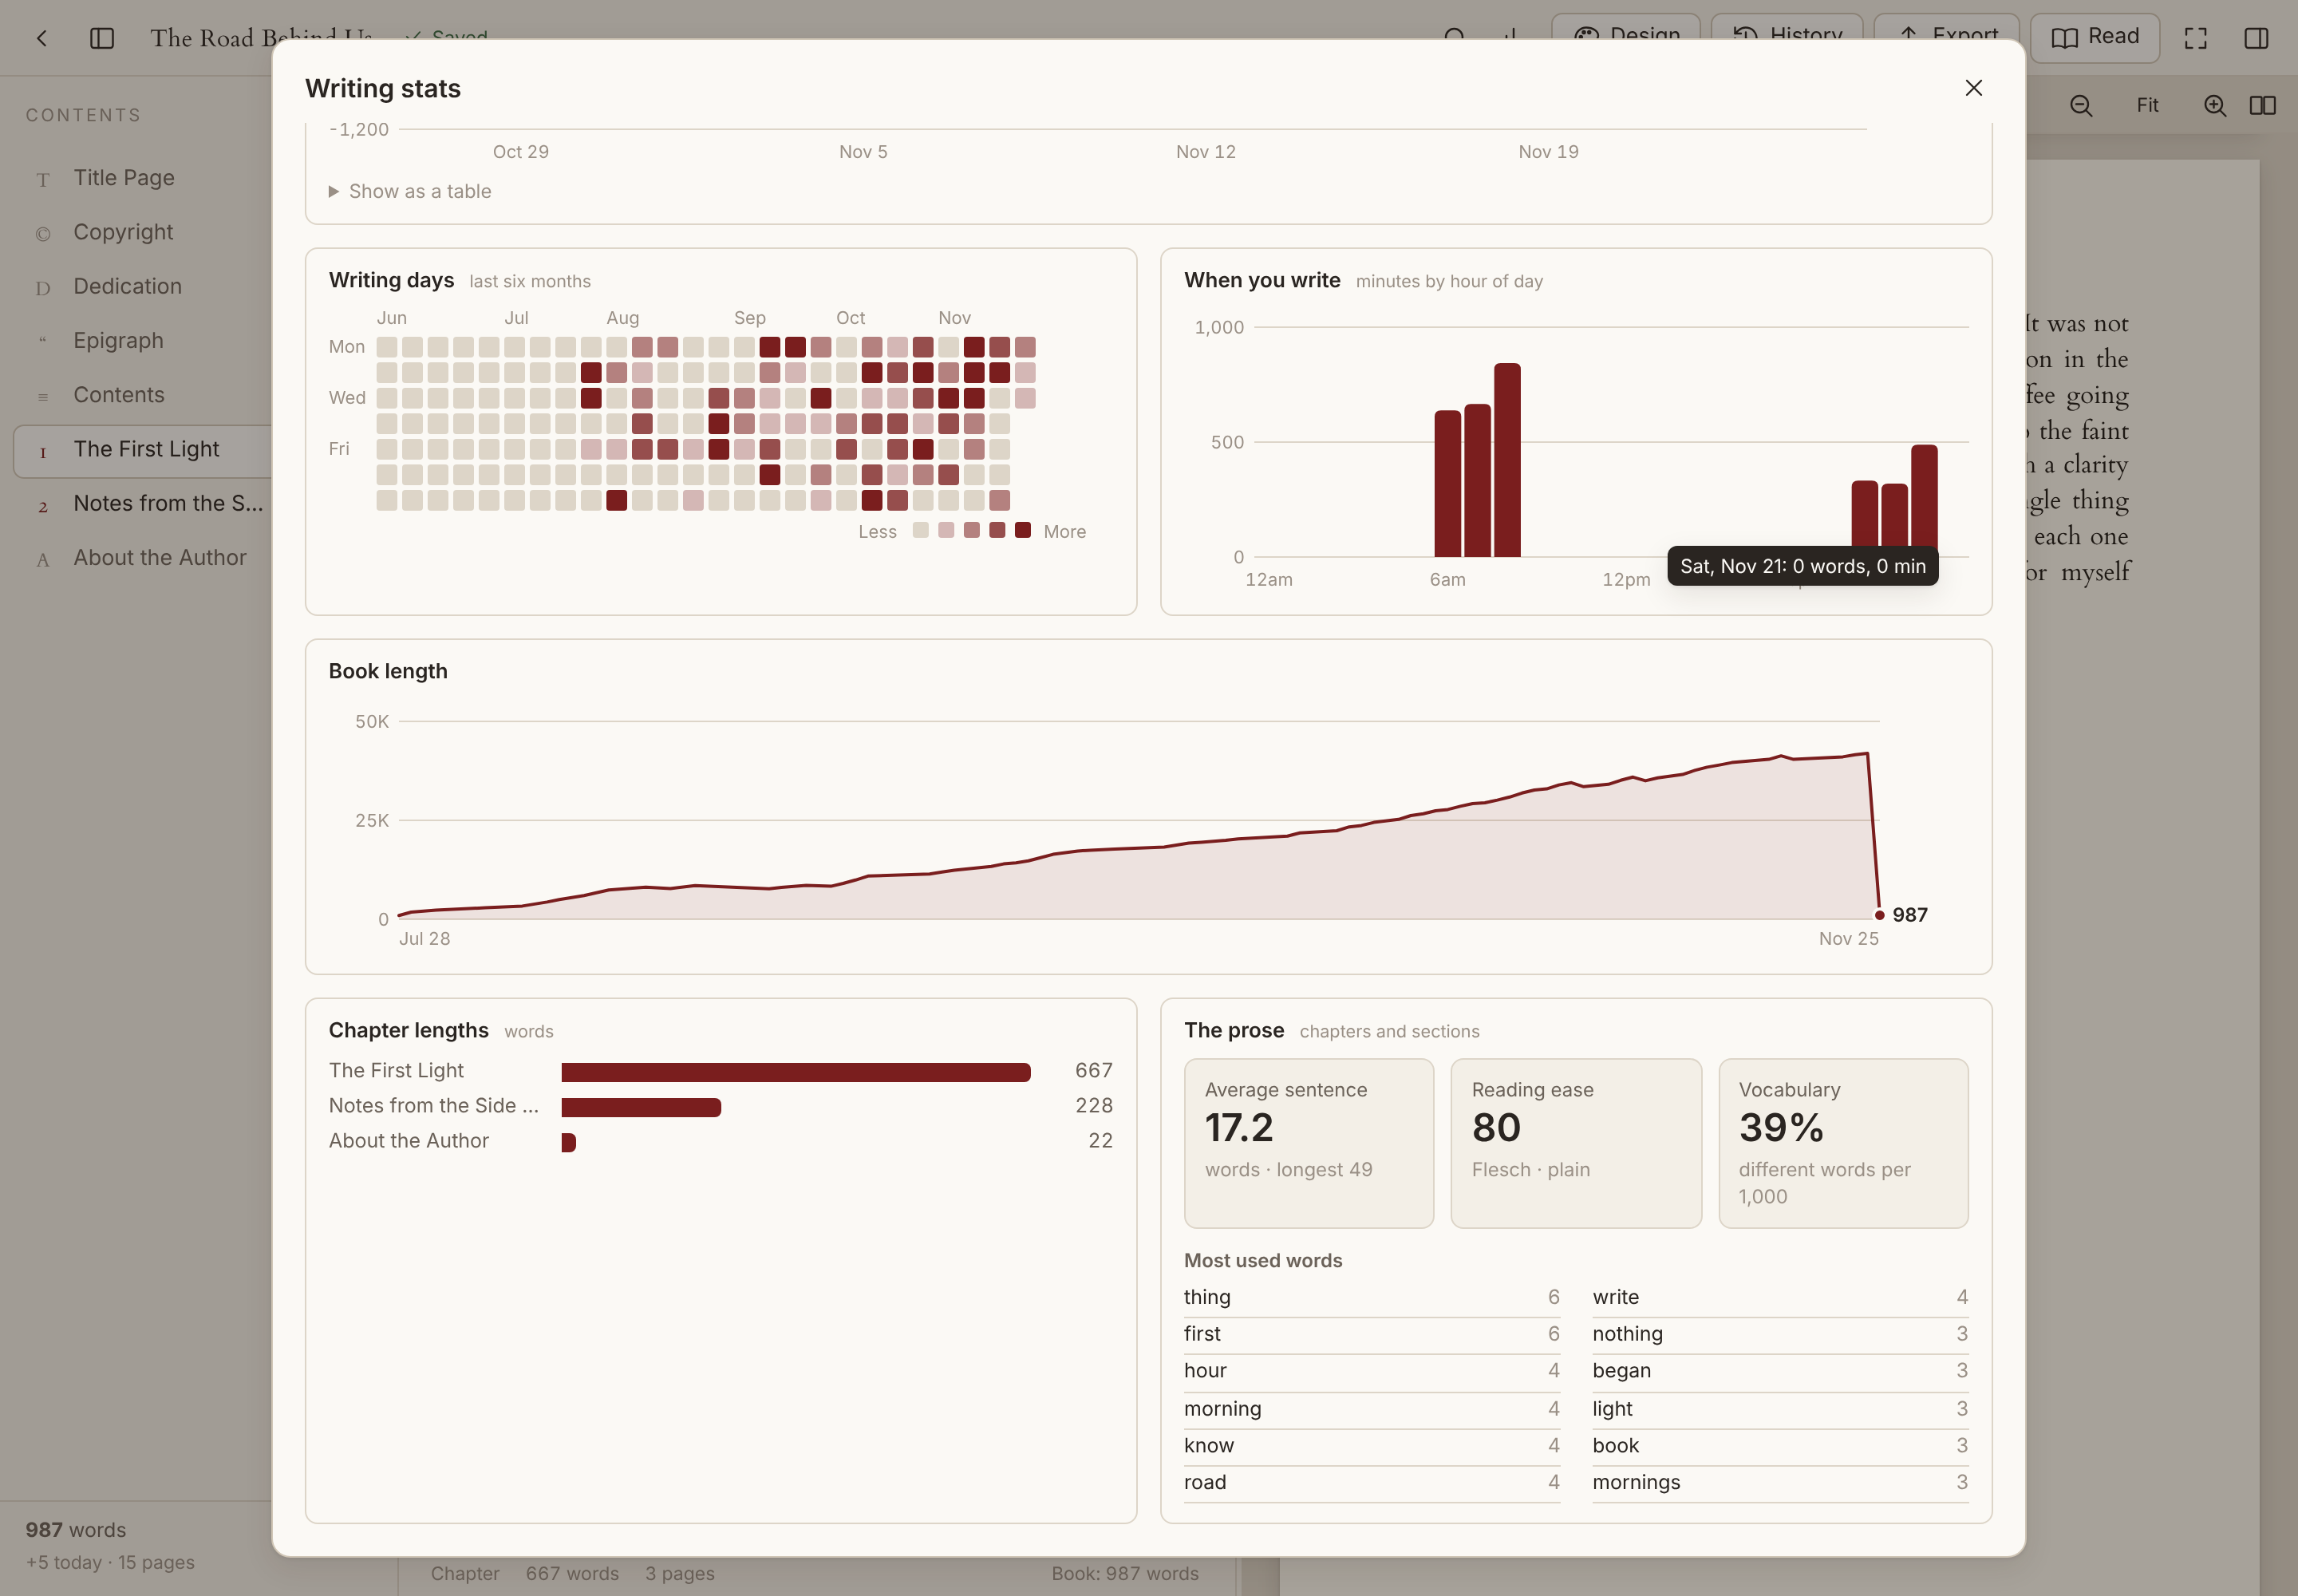 The Road Behind Us
Saved
Design
History
Export
Read
Fit
CONTENTS
T Title Page
© Copyright
D Dedication
“ Epigraph
≡ Contents
1 The First Light
2 Notes from the S...
A About the Author
987 words
+5 today · 15 pages
Writing stats
-1,200
Oct 29 Nov 5 Nov 12 Nov 19
Show as a table
Writing days last six months
Jun Jul Aug Sep Oct Nov
Mon
Wed
Fri
Less More
When you write minutes by hour of day
1,000
500
0
12am 6am 12pm
Sat, Nov 21: 0 words, 0 min
Book length
50K
25K
0
987
Jul 28 Nov 25
Chapter lengths words
The First Light 667
Notes from the Side ... 228
About the Author 22
The prose chapters and sections
Average sentence
17.2
words · longest 49
Reading ease
80
Flesch · plain
Vocabulary
39%
different words per
1,000
Most used words
thing 6
first 6
hour 4
morning 4
know 4
road 4
write 4
nothing 3
began 3
light 3
book 3
mornings 3
It was not
on in the
fee going
the faint
a clarity
gle thing
each one
or myself
Chapter 667 words 3 pages
Book: 987 words